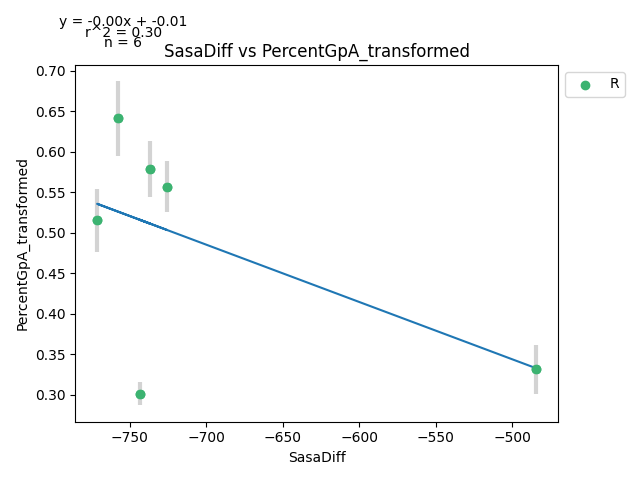 y = -0.00x + -0.01
r^2 = 0.30
n = 6
SasaDiff vs PercentGpA_transformed
R
PercentGpA_transformed
0.70
0.65
0.60
0.55
0.50
0.45
0.40
0.35
0.30
−750 −700 −650 −600 −550 −500
SasaDiff